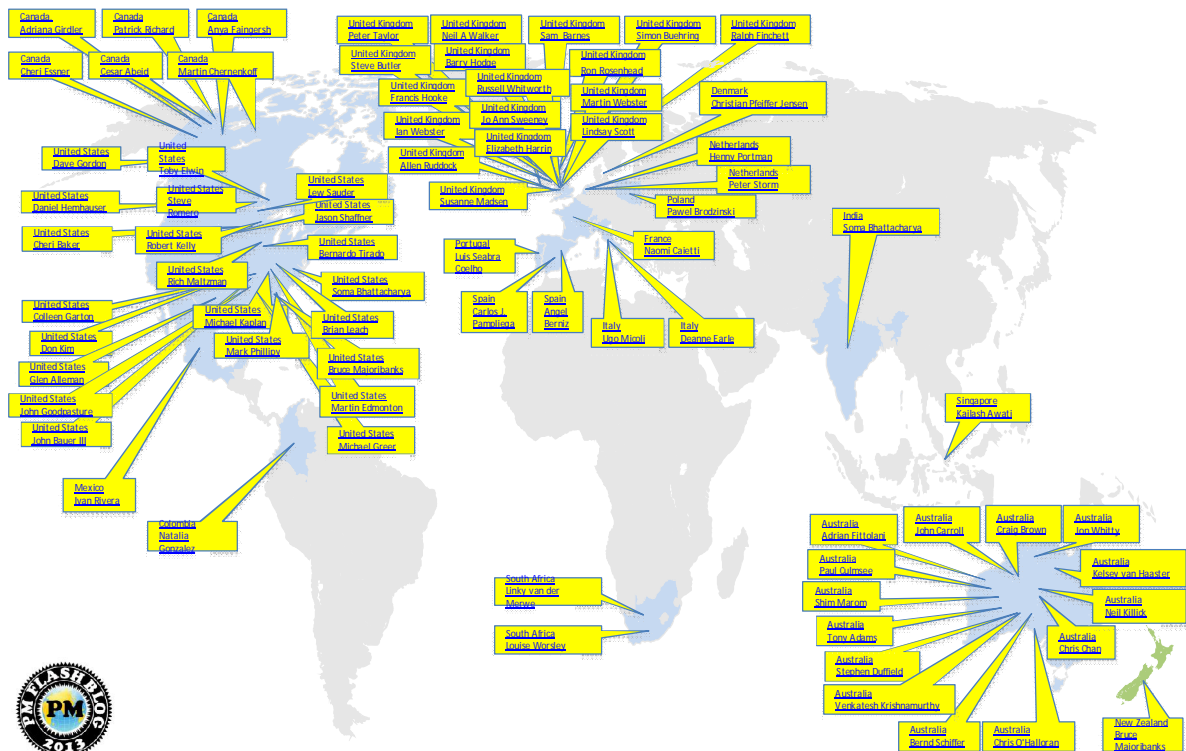 Canada
Adriana Girdler
Canada
Patrick Richard
Canada
Anya Faingersh
Canada
Cheri Essner
Canada
Cesar Abeid
Canada
Martin Chernenkoff
United Kingdom
Peter Taylor
United Kingdom
Neil A Walker
United Kingdom
Sam Barnes
United Kingdom
Simon Buehring
United Kingdom
Ralph Finchett
United Kingdom
Steve Butler
United Kingdom
Barry Hodge
United Kingdom
Ron Rosenhead
United Kingdom
Francis Hooke
United Kingdom
Russell Whitworth
United Kingdom
Martin Webster
United Kingdom
Ian Webster
United Kingdom
Jo Ann Sweeney
United Kingdom
Lindsay Scott
United Kingdom
Allen Ruddock
United Kingdom
Elizabeth Harrin
United Kingdom
Susanne Madsen
Denmark
Christian Pfeiffer Jensen
Netherlands
Henny Portman
Netherlands
Peter Storm
Poland
Pawel Brodzinski
France
Naomi Caietti
Portugal
Luis Seabra
Coelho
Spain
Carlos J.
Pampliega
Spain
Angel
Berniz
Italy
Ugo Micoli
Italy
Deanne Earle
India
Soma Bhattacharya
Singapore
Kailash Awati
United States
Dave Gordon
United
States
Toby Elwin
United States
Lew Sauder
United States
Daniel Hemhauser
United States
Steve
Romero
United States
Jason Shaffner
United States
Cheri Baker
United States
Robert Kelly
United States
Bernardo Tirado
United States
Rich Maltzman
United States
Soma Bhattacharya
United States
Colleen Garton
United States
Michael Kaplan
United States
Brian Leach
United States
Don Kim
United States
Mark Phillipy
United States
Bruce Majoribanks
United States
Glen Alleman
United States
Martin Edmonton
United States
John Goodpasture
United States
John Bauer III
United States
Michael Greer
Mexico
Ivan Rivera
Colombia
Natalia
Gonzalez
South Africa
Linky van der
Merwe
South Africa
Louise Worsley
Australia
Adrian Fittolani
Australia
John Carroll
Australia
Craig Brown
Australia
Jon Whitty
Australia
Paul Culmsee
Australia
Kelsey van Haaster
Australia
Shim Marom
Australia
Neil Killick
Australia
Tony Adams
Australia
Chris Chan
Australia
Stephen Duffield
Australia
Venkatesh Krishnamurthy
Australia
Bernd Schiffer
Australia
Chris O'Halloran
New Zealand
Bruce
Majoribanks
PM FLASH BLOG
PM
2013